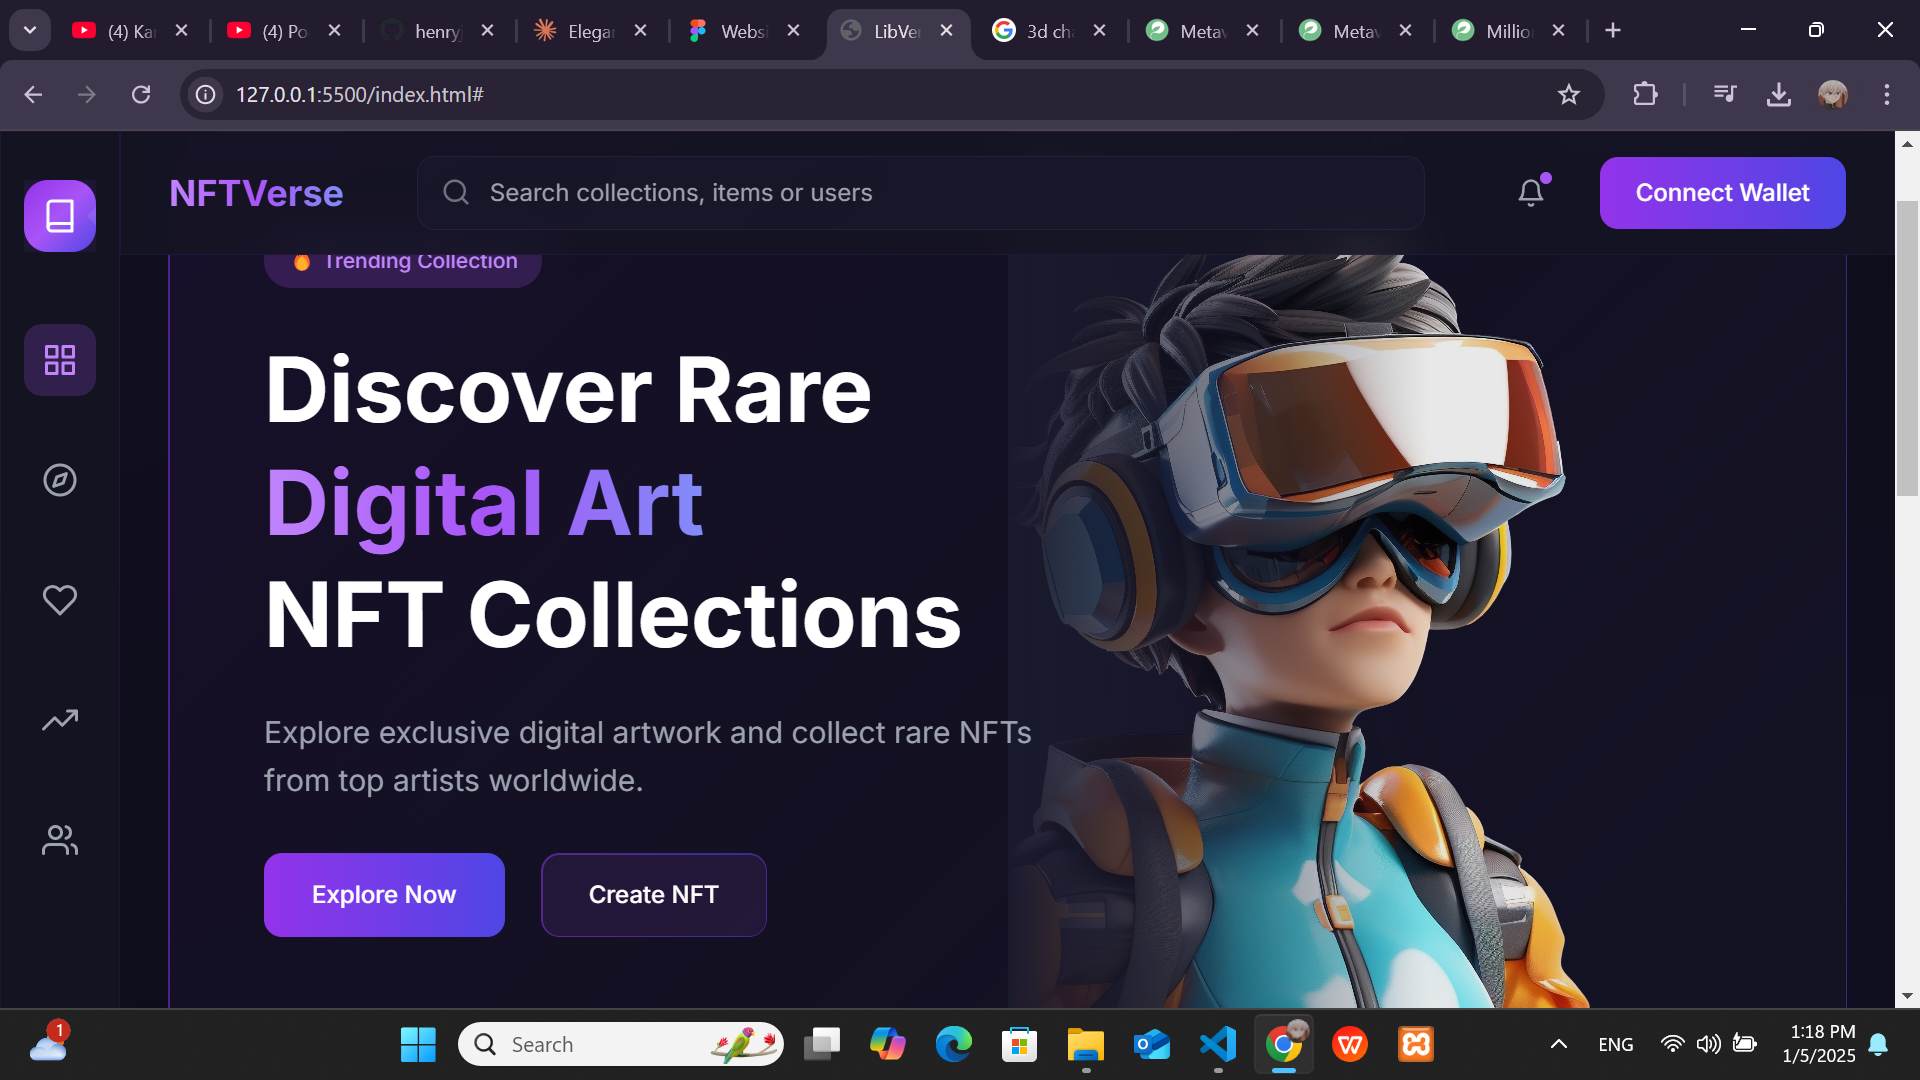 (4) Ka
(4) Po
henry
Elega
Websi
LibVer
3d ch
Metav
Metav
Millio
127.0.0.1:5500/index.html#
NFTVerse
Search collections, items or users
Connect Wallet
Trending Collection
Discover Rare
Digital Art
NFT Collections
Explore exclusive digital artwork and collect rare NFTs
from top artists worldwide.
Explore Now
Create NFT
1
Search
ENG
1:18 PM
1/5/2025